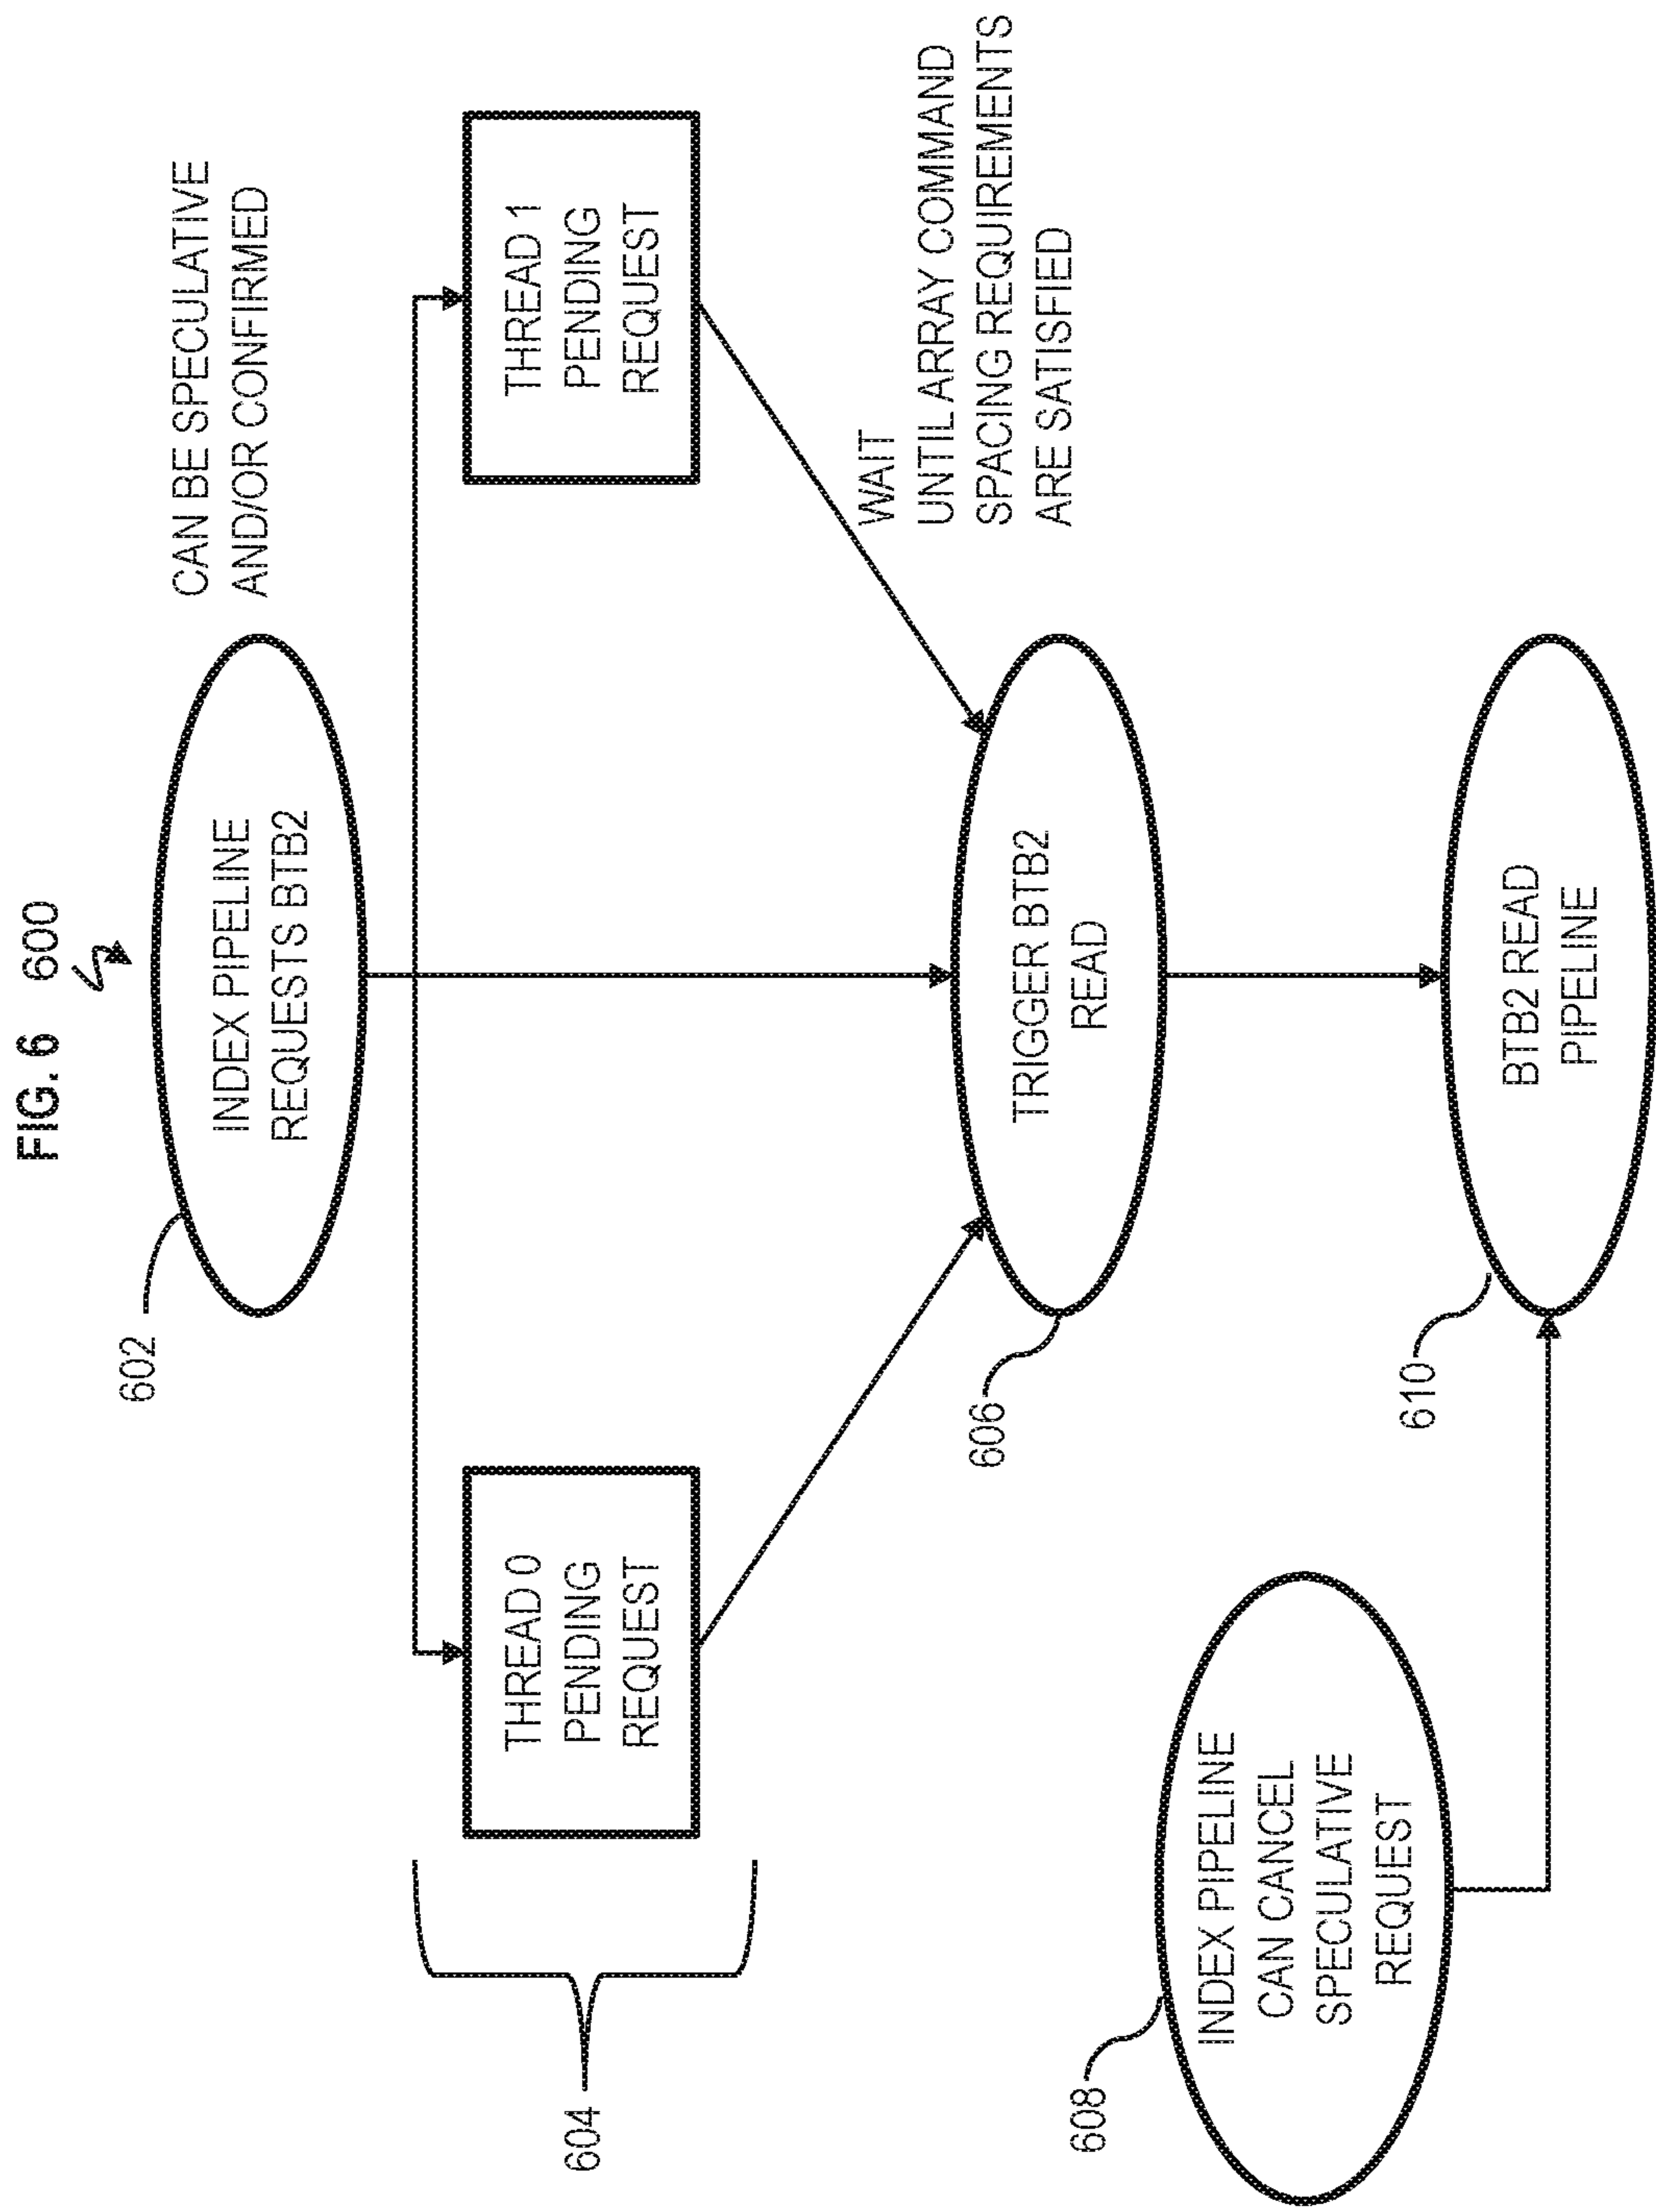 FIG. 6
600
602
INDEX PIPELINE
REQUESTS BTB2
CAN BE SPECULATIVE
AND/OR CONFIRMED
604
THREAD 0
PENDING
REQUEST
THREAD 1
PENDING
REQUEST
WAIT
UNTIL ARRAY COMMAND
SPACING REQUIREMENTS
ARE SATISFIED
606
TRIGGER BTB2
READ
608
INDEX PIPELINE
CAN CANCEL
SPECULATIVE
REQUEST
610
BTB2 READ
PIPELINE